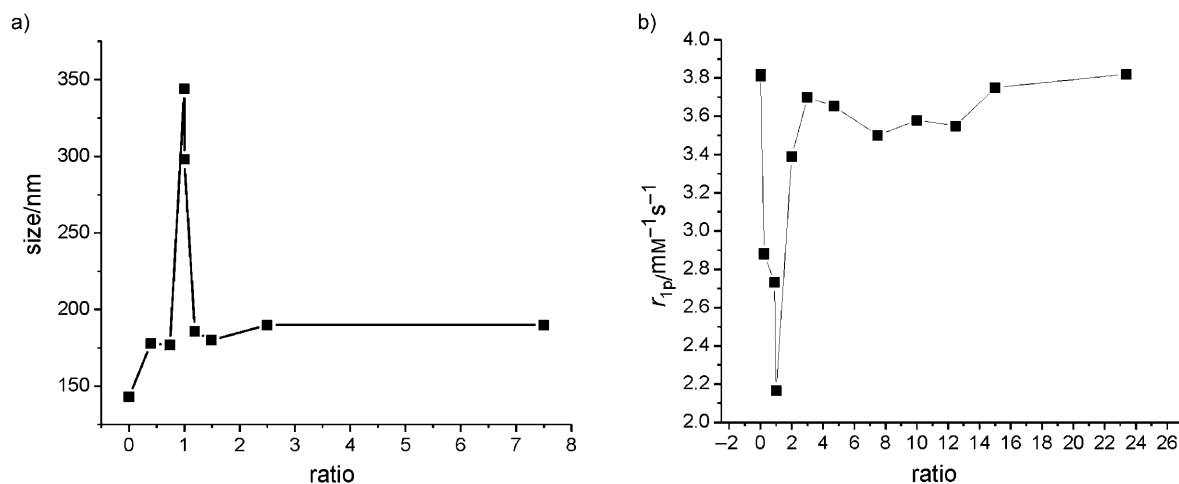 a)
size/nm
350
300
250
200
150
0 1 2 3 4 5 6 7 8
ratio
b)
r1p/mM−1s−1
4.0
3.8
3.6
3.4
3.2
3.0
2.8
2.6
2.4
2.2
2.0
−2 0 2 4 6 8 10 12 14 16 18 20 22 24 26
ratio